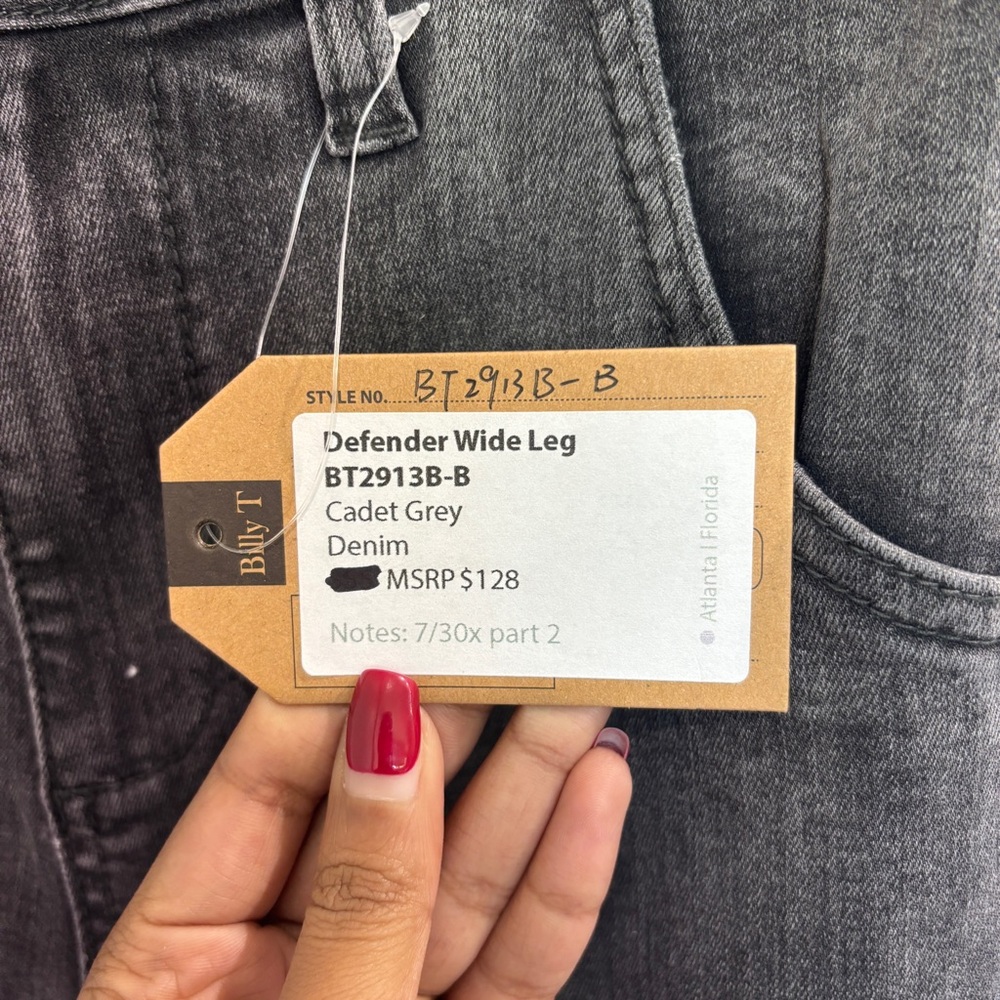 STYLE NO. BT2913B-B
Defender Wide Leg
BT2913B-B
Cadet Grey
Denim
MSRP $128
Notes: 7/30x part 2
Billy T
Atlanta | Florida